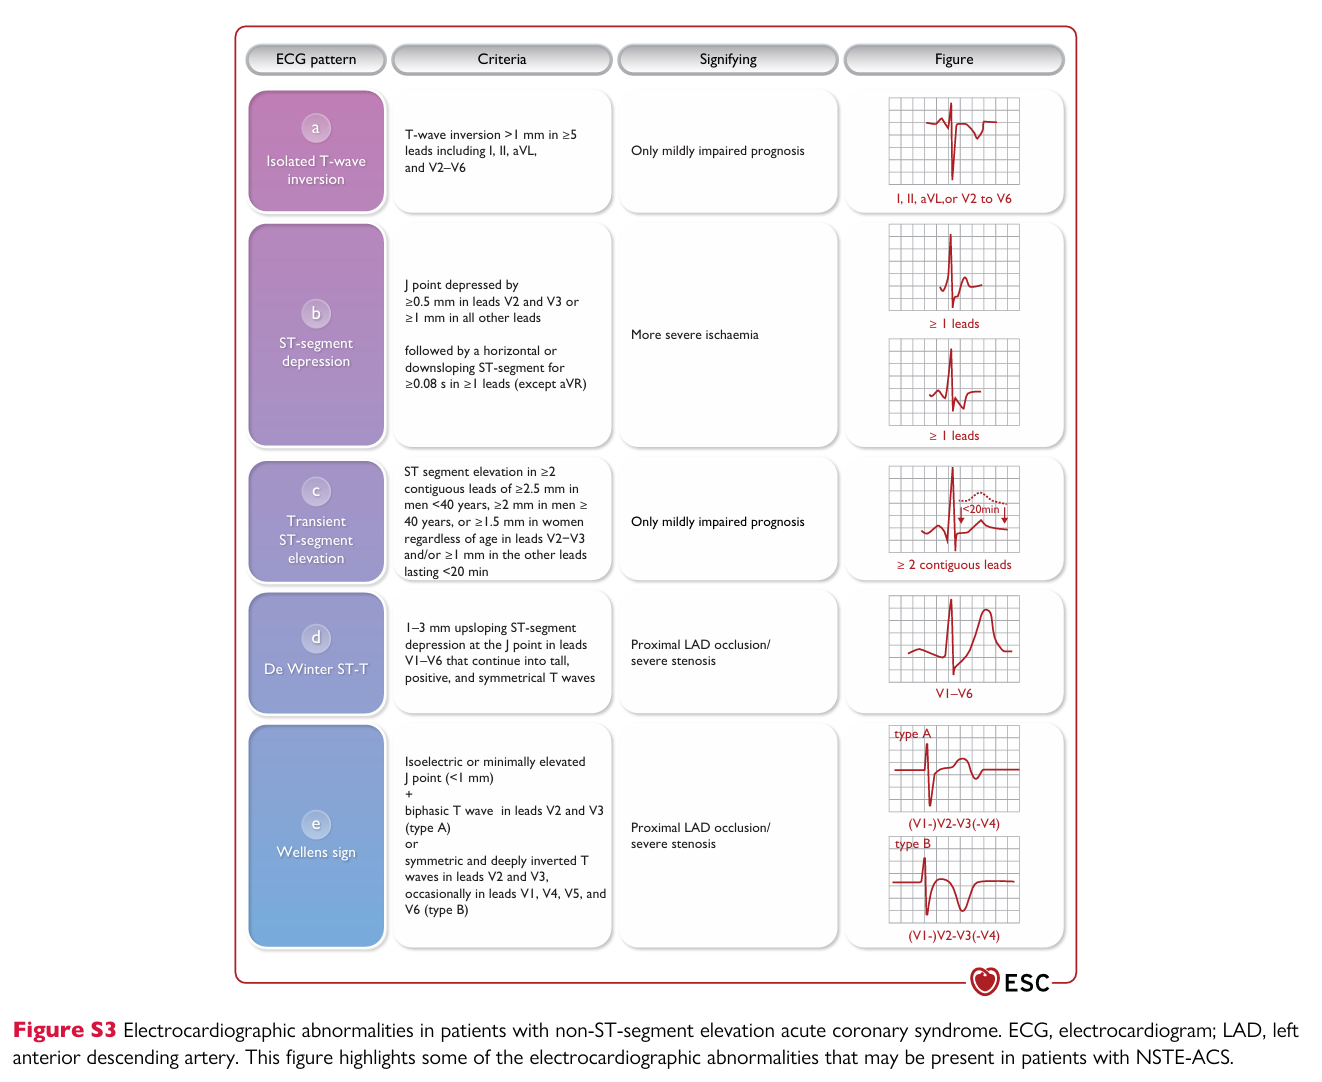 ECG pattern
Criteria
Signifying
Figure
a
Isolated T-wave
inversion
T-wave inversion >1 mm in ≥5
leads including I, II, aVL,
and V2–V6
Only mildly impaired prognosis
I, II, aVL,or V2 to V6
b
ST-segment
depression
J point depressed by
≥0.5 mm in leads V2 and V3 or
≥1 mm in all other leads
followed by a horizontal or
downsloping ST-segment for
≥0.08 s in ≥1 leads (except aVR)
More severe ischaemia
≥ 1 leads
≥ 1 leads
c
Transient
ST-segment
elevation
ST segment elevation in ≥2
contiguous leads of ≥2.5 mm in
men <40 years, ≥2 mm in men ≥
40 years, or ≥1.5 mm in women
regardless of age in leads V2–V3
and/or ≥1 mm in the other leads
lasting <20 min
Only mildly impaired prognosis
<20min
≥ 2 contiguous leads
d
De Winter ST-T
1–3 mm upsloping ST-segment
depression at the J point in leads
V1–V6 that continue into tall,
positive, and symmetrical T waves
Proximal LAD occlusion/
severe stenosis
V1–V6
e
Wellens sign
Isoelectric or minimally elevated
J point (<1 mm)
+
biphasic T wave in leads V2 and V3
(type A)
or
symmetric and deeply inverted T
waves in leads V2 and V3,
occasionally in leads V1, V4, V5, and
V6 (type B)
Proximal LAD occlusion/
severe stenosis
type A
(V1-)V2-V3(-V4)
type B
(V1-)V2-V3(-V4)
ESC
Figure S3 Electrocardiographic abnormalities in patients with non-ST-segment elevation acute coronary syndrome. ECG, electrocardiogram; LAD, left
anterior descending artery. This figure highlights some of the electrocardiographic abnormalities that may be present in patients with NSTE-ACS.